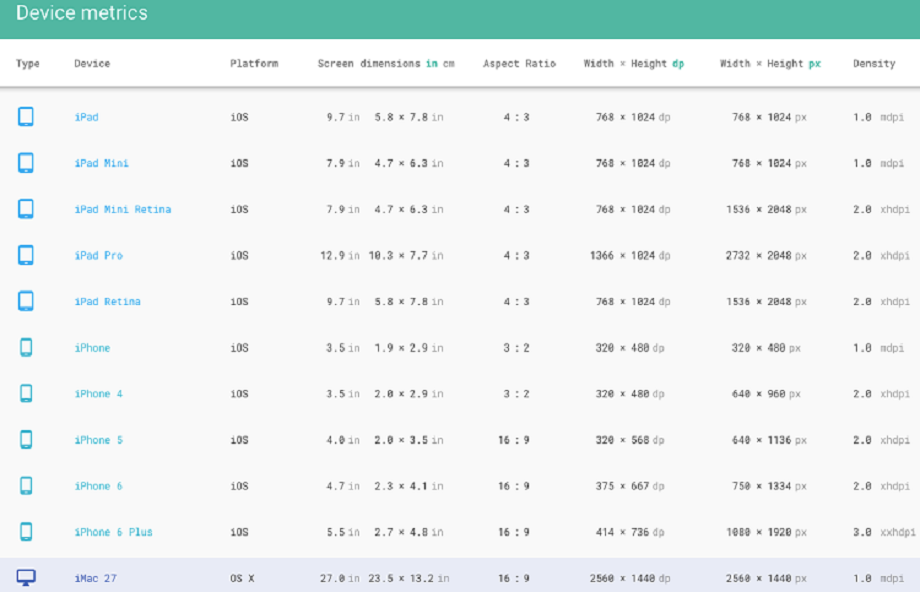 Device metrics
Type Device Platform Screen dimensions in cm Aspect Ratio Width × Height dp Width × Height px Density
iPad iOS 9.7 in 5.8 × 7.8 in 4 : 3 768 × 1024 dp 768 × 1024 px 1.0 mdpi
iPad Mini iOS 7.9 in 4.7 × 6.3 in 4 : 3 768 × 1024 dp 768 × 1024 px 1.0 mdpi
iPad Mini Retina iOS 7.9 in 4.7 × 6.3 in 4 : 3 768 × 1024 dp 1536 × 2048 px 2.0 xhdpi
iPad Pro iOS 12.9 in 10.3 × 7.7 in 4 : 3 1366 × 1024 dp 2732 × 2048 px 2.0 xhdpi
iPad Retina iOS 9.7 in 5.8 × 7.8 in 4 : 3 768 × 1024 dp 1536 × 2048 px 2.0 xhdpi
iPhone iOS 3.5 in 1.9 × 2.9 in 3 : 2 320 × 480 dp 320 × 480 px 1.0 mdpi
iPhone 4 iOS 3.5 in 2.0 × 2.9 in 3 : 2 320 × 480 dp 640 × 960 px 2.0 xhdpi
iPhone 5 iOS 4.0 in 2.0 × 3.5 in 16 : 9 320 × 568 dp 640 × 1136 px 2.0 xhdpi
iPhone 6 iOS 4.7 in 2.3 × 4.1 in 16 : 9 375 × 667 dp 750 × 1334 px 2.0 xhdpi
iPhone 6 Plus iOS 5.5 in 2.7 × 4.8 in 16 : 9 414 × 736 dp 1080 × 1920 px 3.0 xxhdpi
iMac 27 OS X 27.0 in 23.5 × 13.2 in 16 : 9 2560 × 1440 dp 2560 × 1440 px 1.0 mdpi